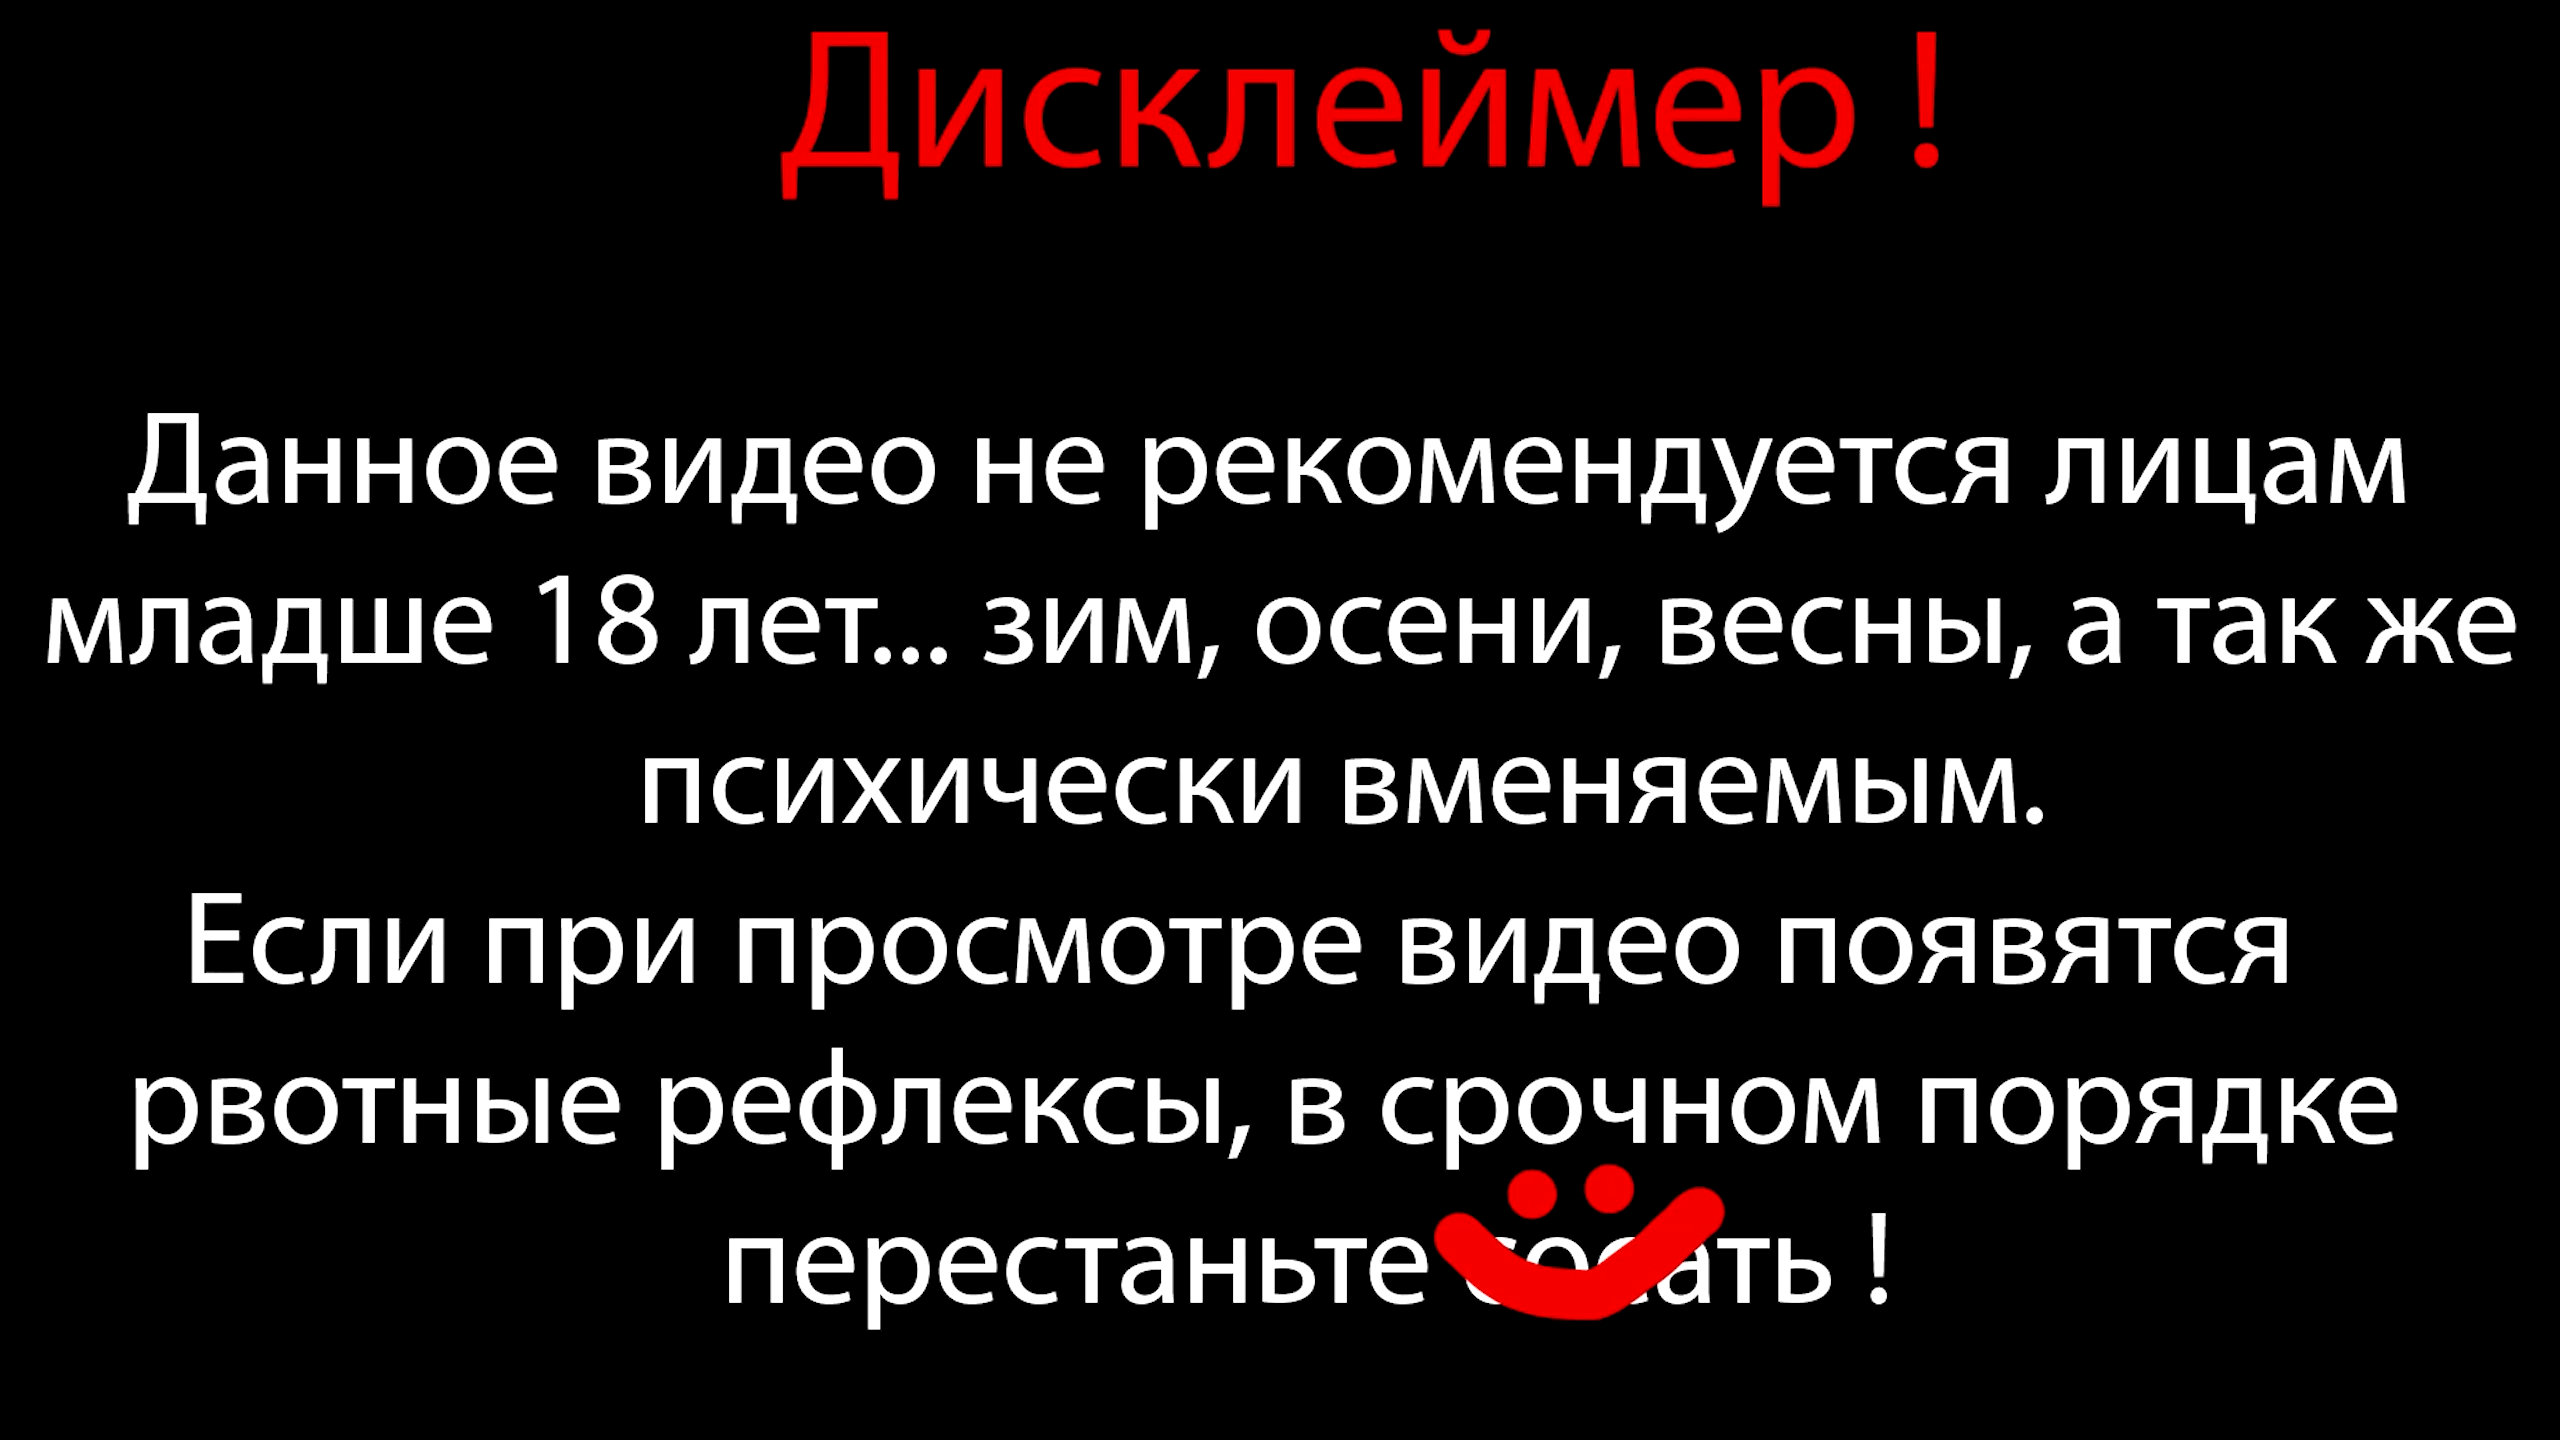 Дисклеймер !
Данное видео не рекомендуется лицам
младше 18 лет... зим, осени, весны, а так же
психически вменяемым.
Если при просмотре видео появятся
рвотные рефлексы, в срочном порядке
перестаньте сосать !